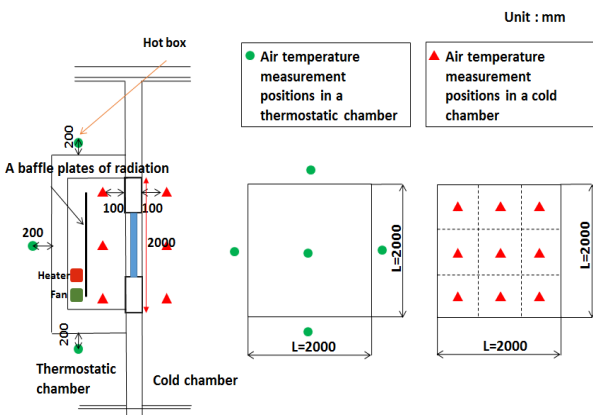 Unit : mm
Hot box
Air temperature
measurement
positions in a
thermostatic chamber
Air temperature
measurement
positions in a cold
chamber
200
A baffle plates of radiation
100
100
200
2000
Heater
Fan
200
Thermostatic
chamber
Cold chamber
L=2000
L=2000
L=2000
L=2000